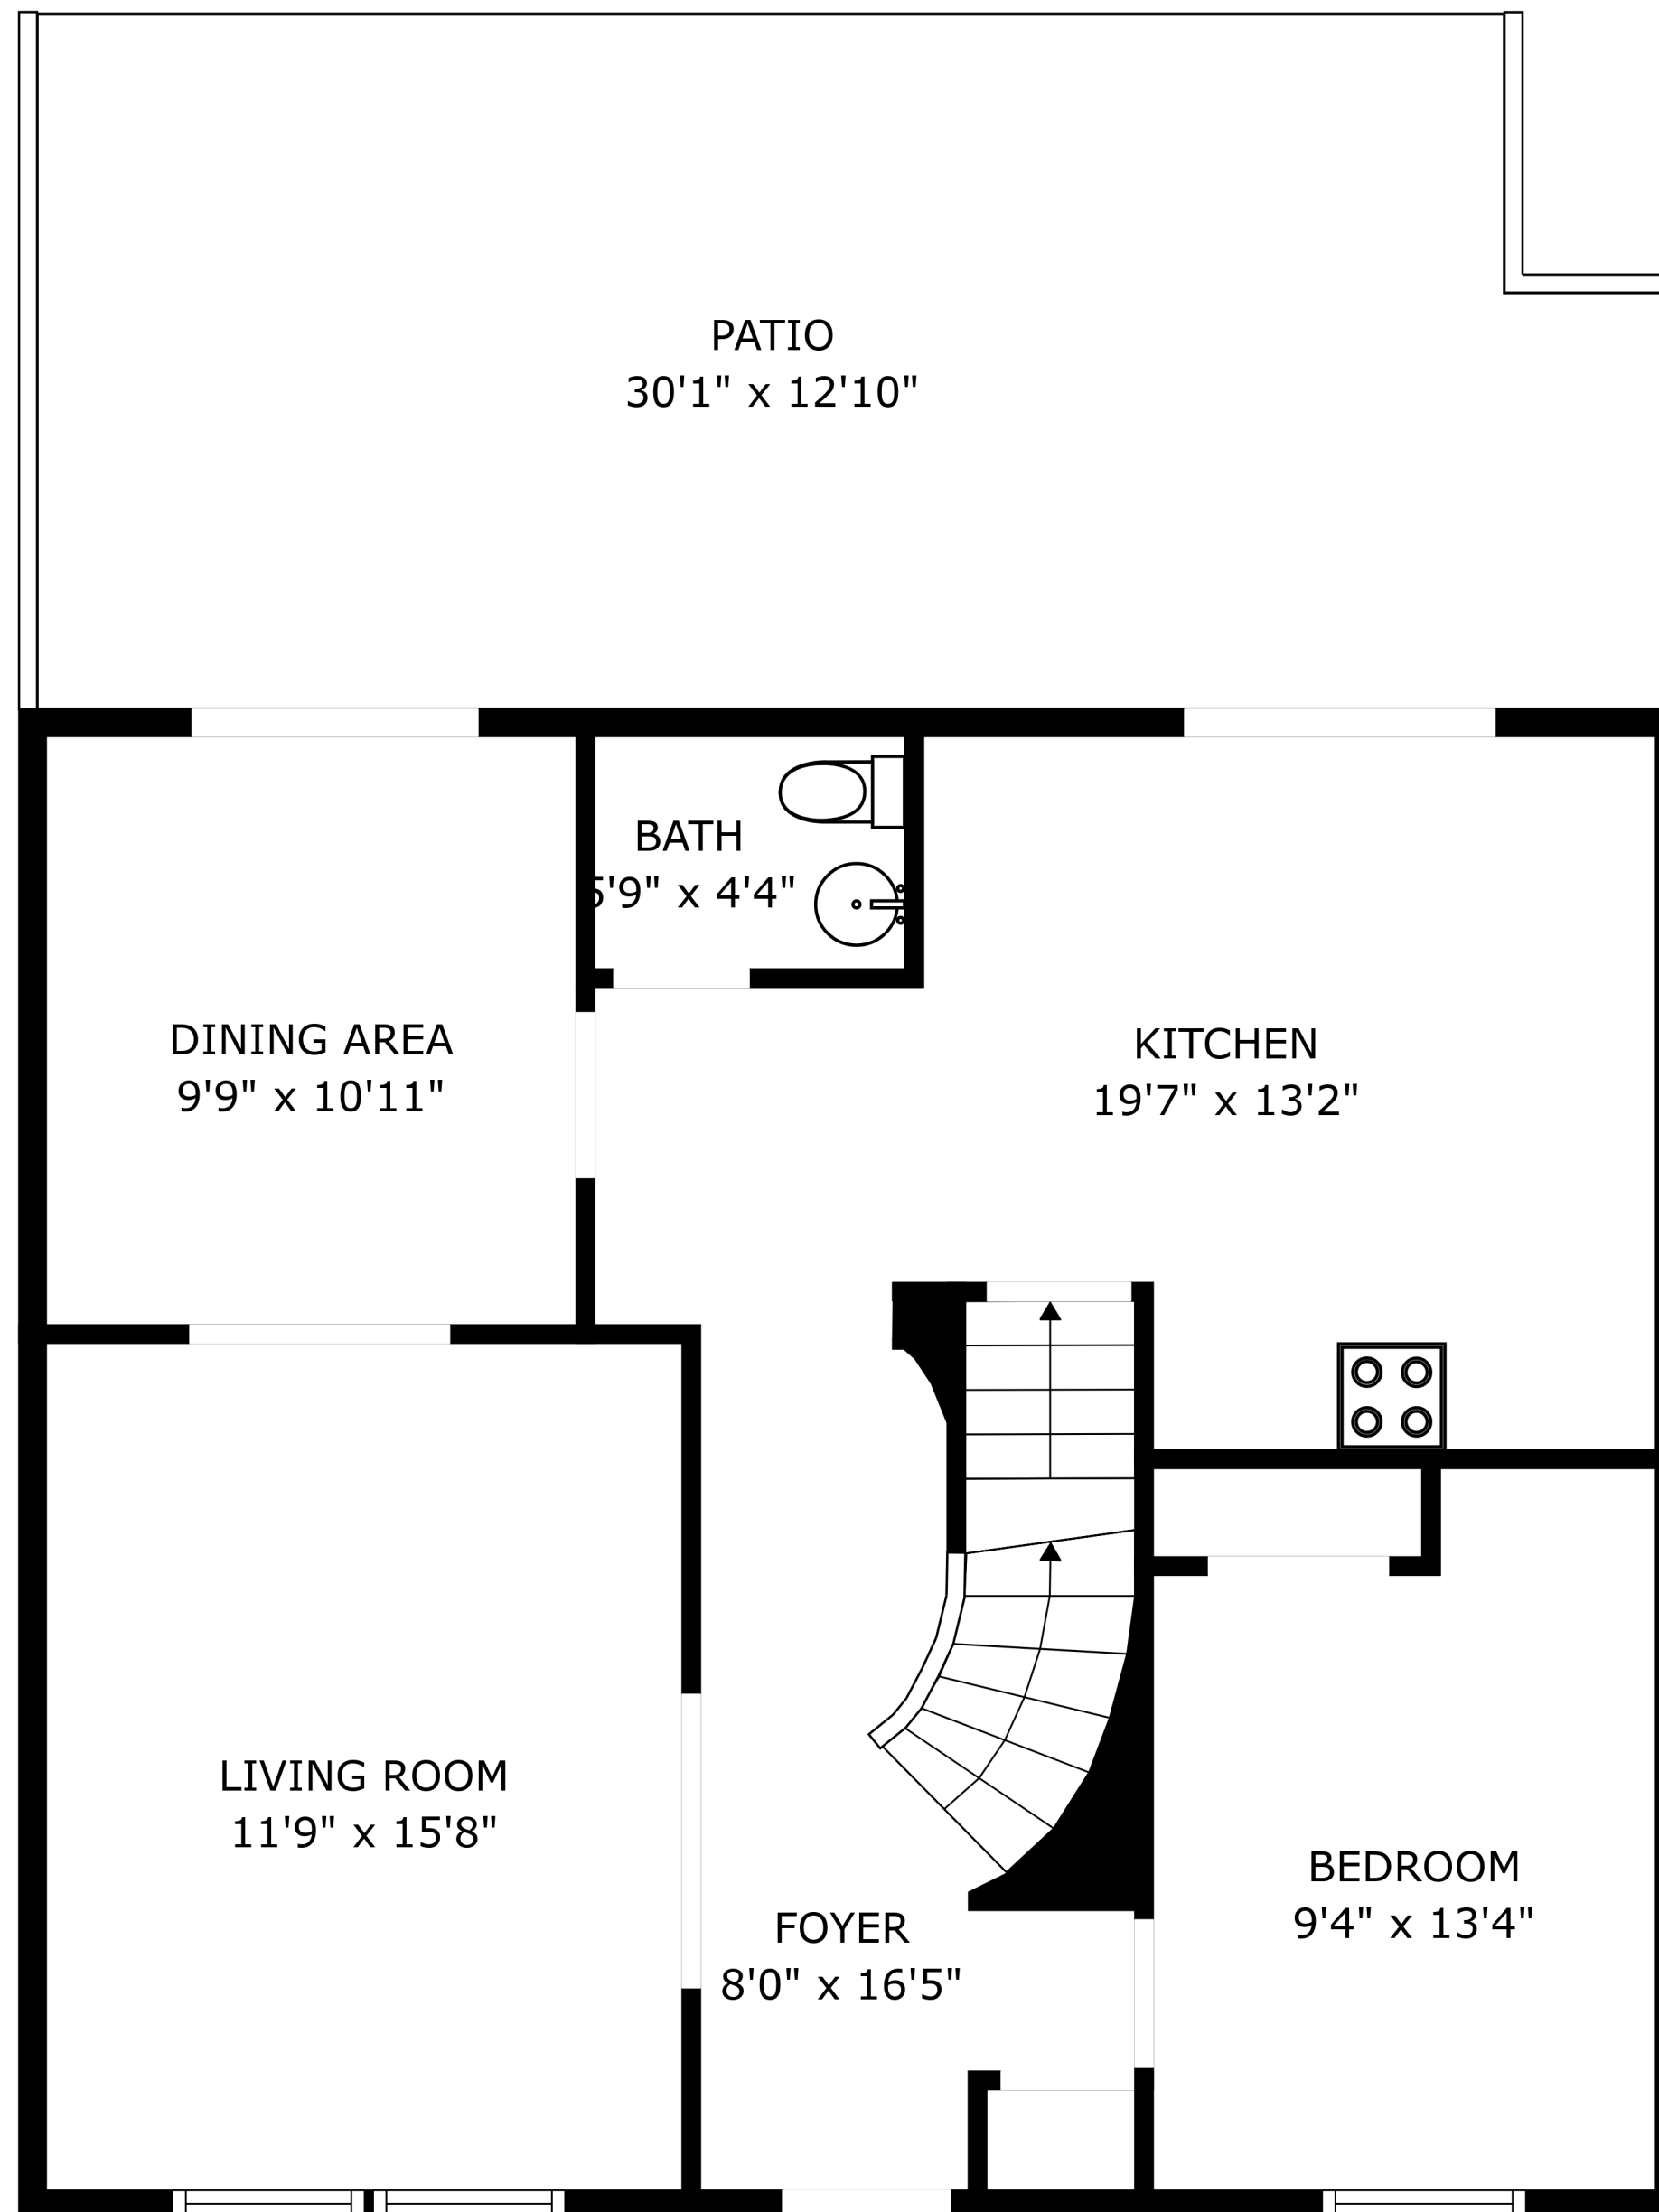 PATIO
30'1" x 12'10"
BATH
5'9" x 4'4"
DINING AREA
9'9" x 10'11"
KITCHEN
19'7" x 13'2"
LIVING ROOM
11'9" x 15'8"
BEDROOM
9'4" x 13'4"
FOYER
8'0" x 16'5"